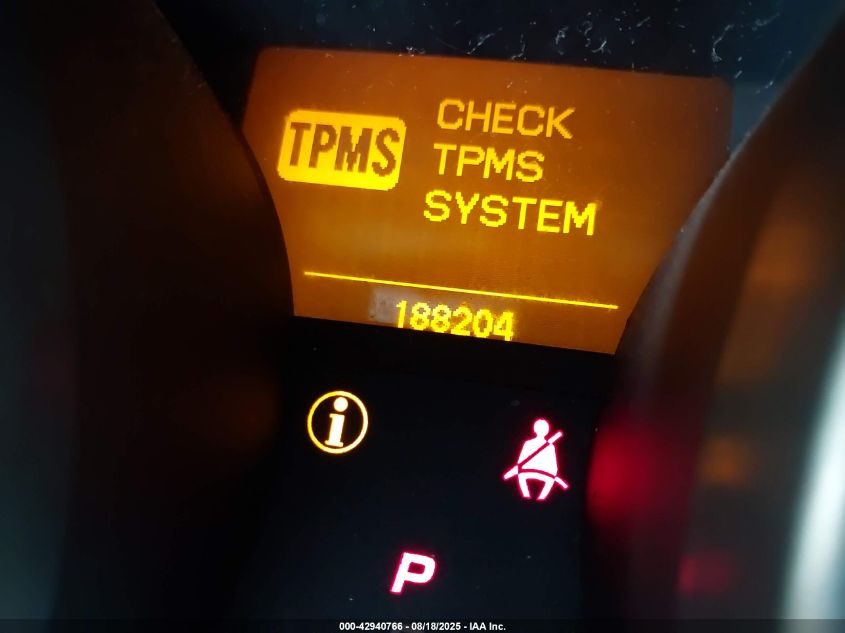 TPMS
CHECK
TPMS
SYSTEM
188204
i
P
000-42940766 - 08/18/2025 - IAA Inc.